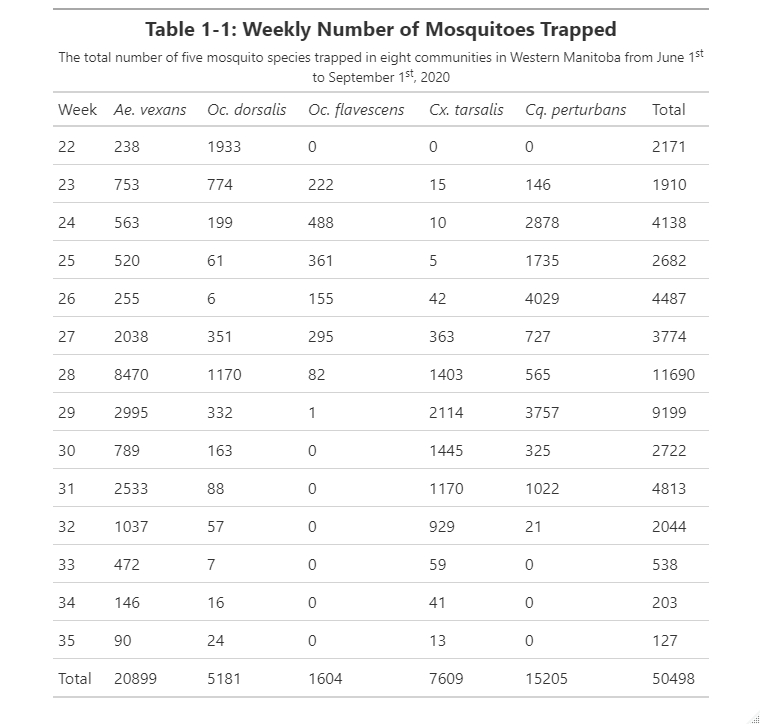 Table 1-1: Weekly Number of Mosquitoes Trapped
The total number of five mosquito species trapped in eight communities in Western Manitoba from June 1st
to September 1st, 2020
Week Ae. vexans Oc. dorsalis Oc. flavescens Cx. tarsalis Cq. perturbans Total
22 238 1933 0 0 0 2171
23 753 774 222 15 146 1910
24 563 199 488 10 2878 4138
25 520 61 361 5 1735 2682
26 255 6 155 42 4029 4487
27 2038 351 295 363 727 3774
28 8470 1170 82 1403 565 11690
29 2995 332 1 2114 3757 9199
30 789 163 0 1445 325 2722
31 2533 88 0 1170 1022 4813
32 1037 57 0 929 21 2044
33 472 7 0 59 0 538
34 146 16 0 41 0 203
35 90 24 0 13 0 127
Total 20899 5181 1604 7609 15205 50498